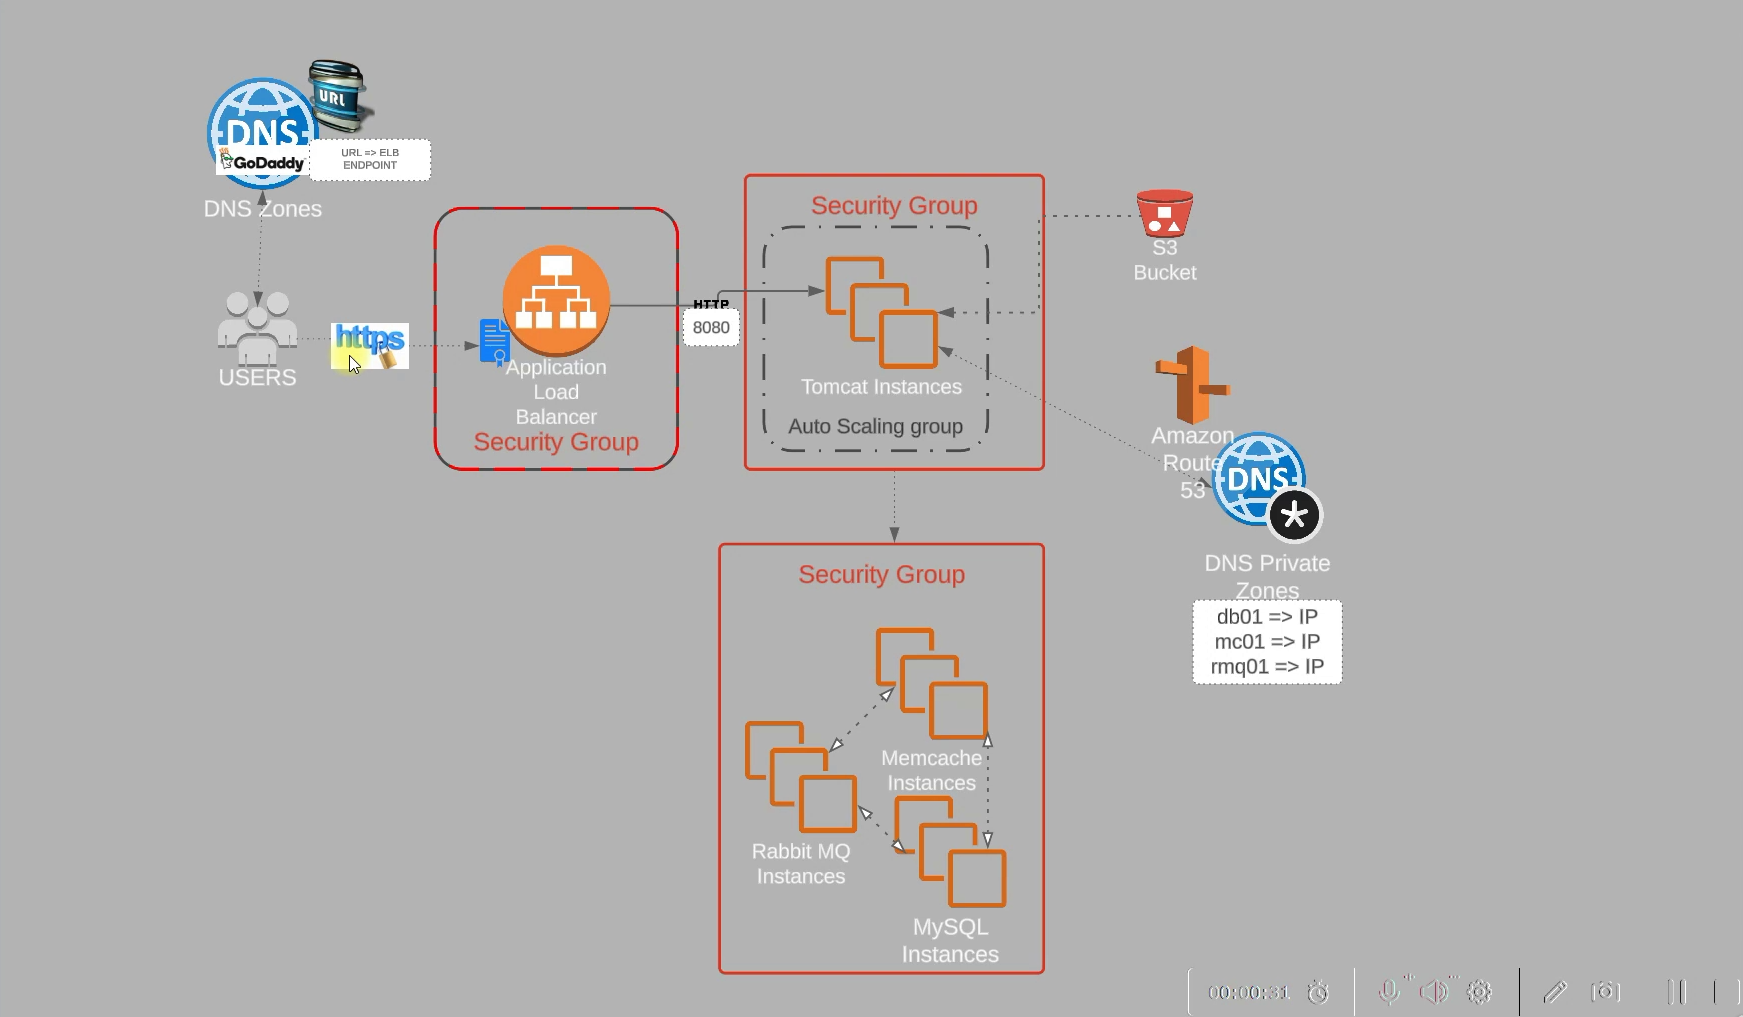 URL
DNS
GoDaddy
URL => ELB
ENDPOINT
DNS Zones
USERS
https
Application
Load
Balancer
Security Group
HTTP
8080
Security Group
Tomcat Instances
Auto Scaling group
S3
Bucket
Amazon
Route
53
DNS
DNS Private
Zones
db01 => IP
mc01 => IP
rmq01 => IP
Security Group
Memcache
Instances
Rabbit MQ
Instances
MySQL
Instances
00:00:31